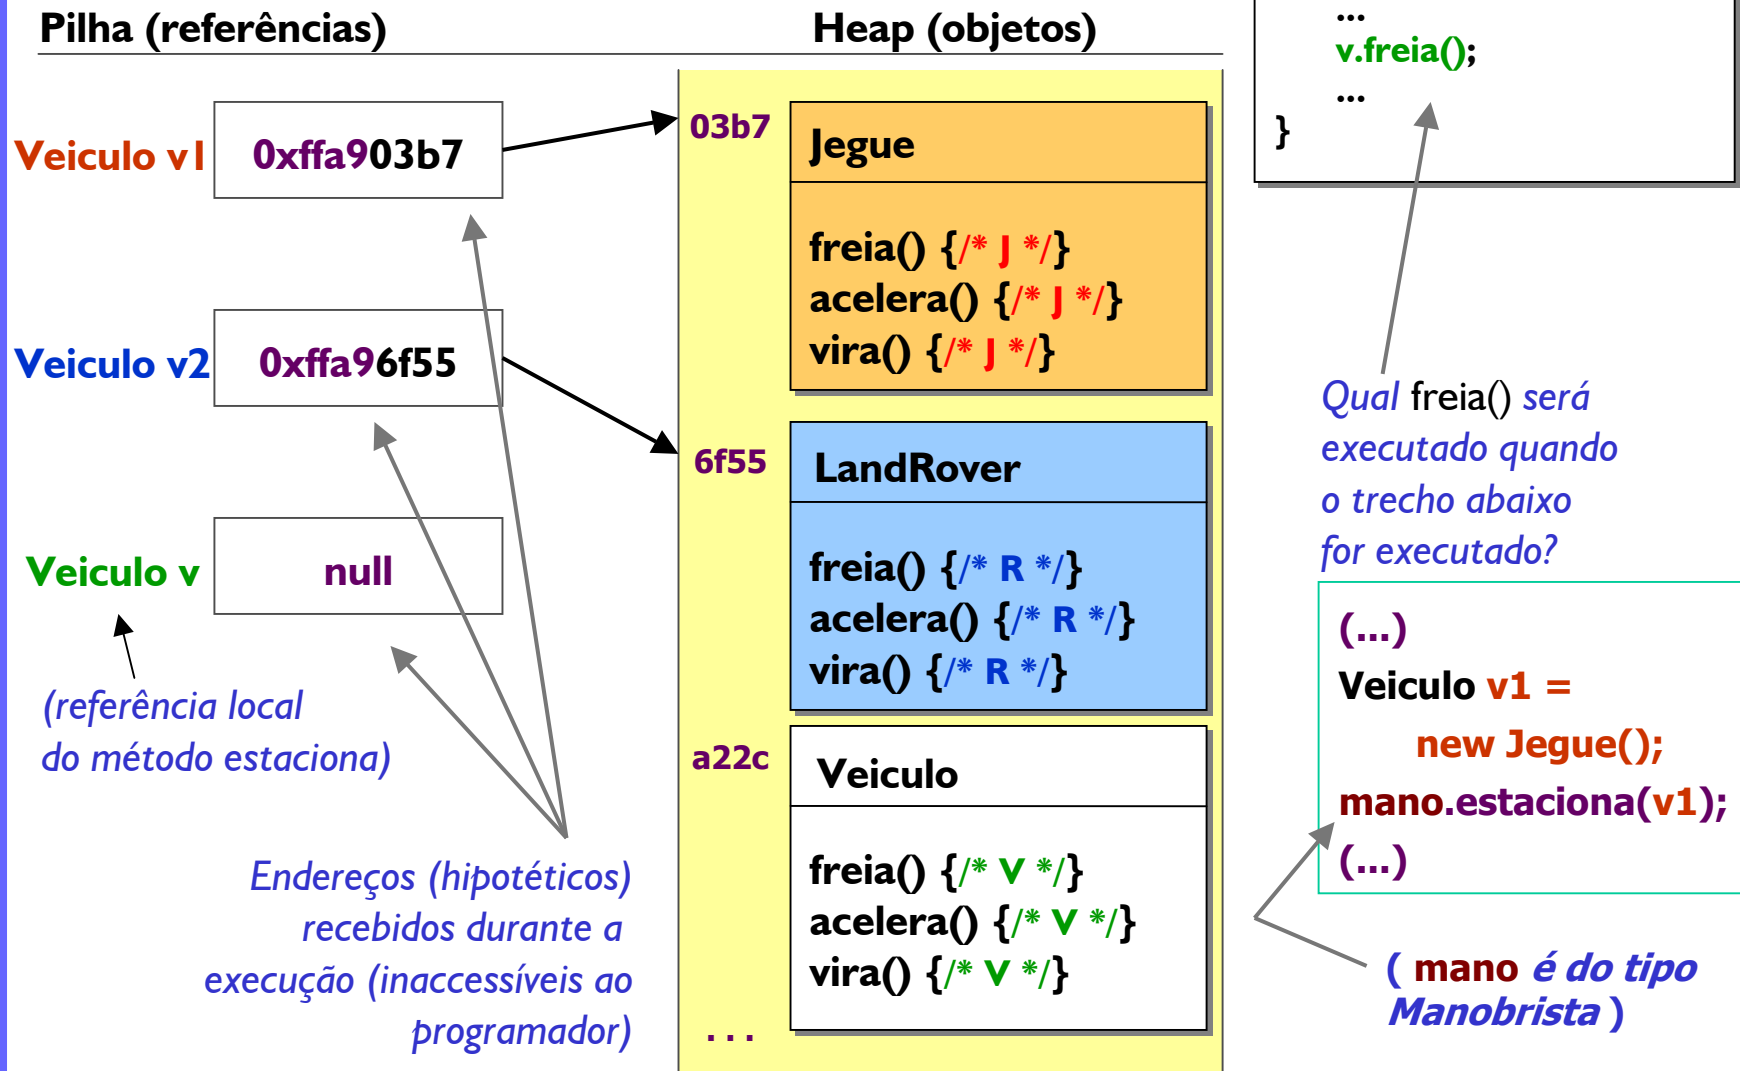 Pilha (referências)
Heap (objetos)
Veiculo v1
0xffa903b7
Veiculo v2
0xffa96f55
Veiculo v
null
(referência local
do método estaciona)
Endereços (hipotéticos)
recebidos durante a
execução (inaccessíveis ao
programador)
03b7
Jegue
freia() {/* J */}
acelera() {/* J */}
vira() {/* J */}
6f55
LandRover
freia() {/* R */}
acelera() {/* R */}
vira() {/* R */}
a22c
Veiculo
freia() {/* V */}
acelera() {/* V */}
vira() {/* V */}
...
...
v.freia();
...
}
Qual freia() será
executado quando
o trecho abaixo
for executado?
(...)
Veiculo v1 =
new Jegue();
mano.estaciona(v1);
(...)
( mano é do tipo
Manobrista )